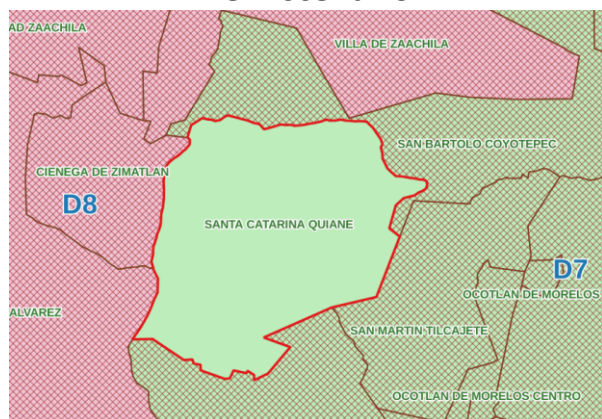 AD ZAACHILA
VILLA DE ZAACHILA
SAN BARTOLO COYOTEPEC
CIENEGA DE ZIMATLAN
D8
SANTA CATARINA QUIANE
D7
OCOTLAN DE MORELOS
ALVAREZ
SAN MARTIN TILCAJETE
OCOTLAN DE MORELOS CENTRO